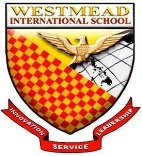 WESTMEAD
INTERNATIONAL SCHOOL
INNOVATION
SERVICE
LEADERSHIP